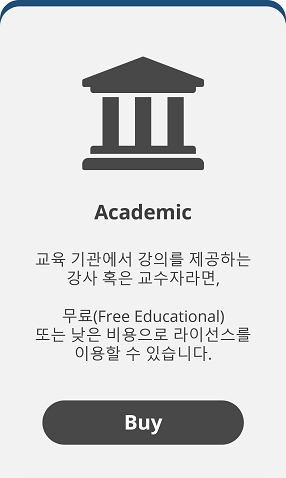 Academic
교육 기관에서 강의를 제공하는
강사 혹은 교수자라면,
무료(Free Educational)
또는 낮은 비용으로 라이선스를
이용할 수 있습니다.
Buy